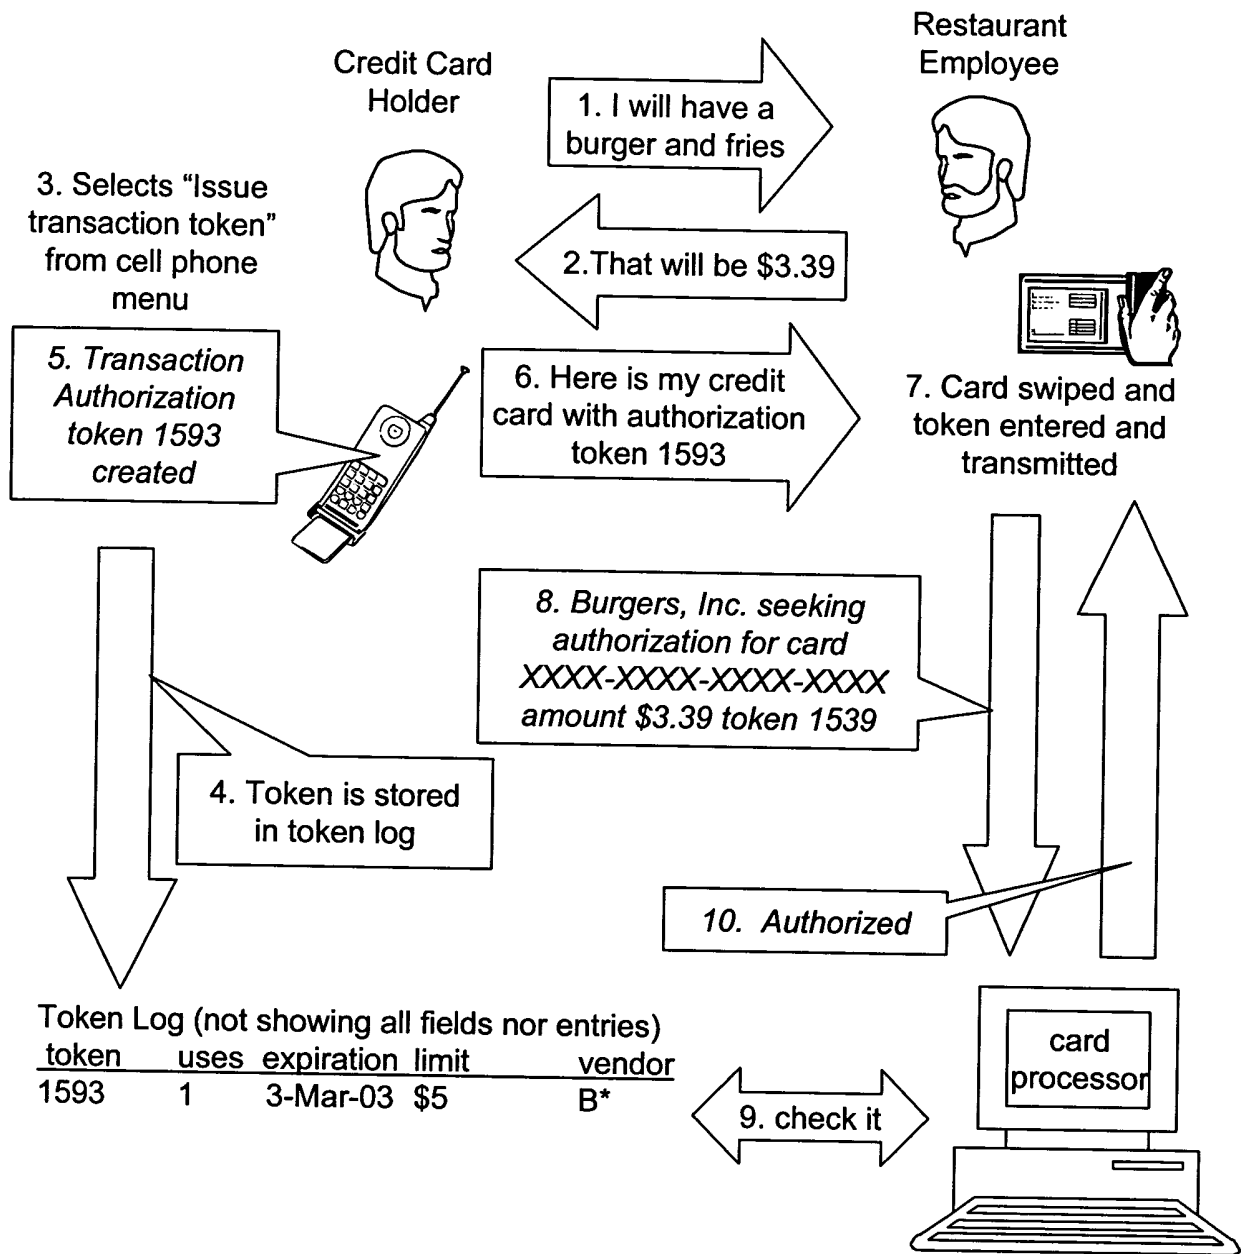 Credit Card
Holder
Restaurant
Employee
1. I will have a
burger and fries
2.That will be $3.39
3. Selects “Issue
transaction token”
from cell phone
menu
5. Transaction
Authorization
token 1593
created
6. Here is my credit
card with authorization
token 1593
7. Card swiped and
token entered and
transmitted
8. Burgers, Inc. seeking
authorization for card
XXXX-XXXX-XXXX-XXXX
amount $3.39 token 1539
4. Token is stored
in token log
10. Authorized
Token Log (not showing all fields nor entries)
token uses expiration limit vendor
1593 1 3-Mar-03 $5 B*
9. check it
card
processor